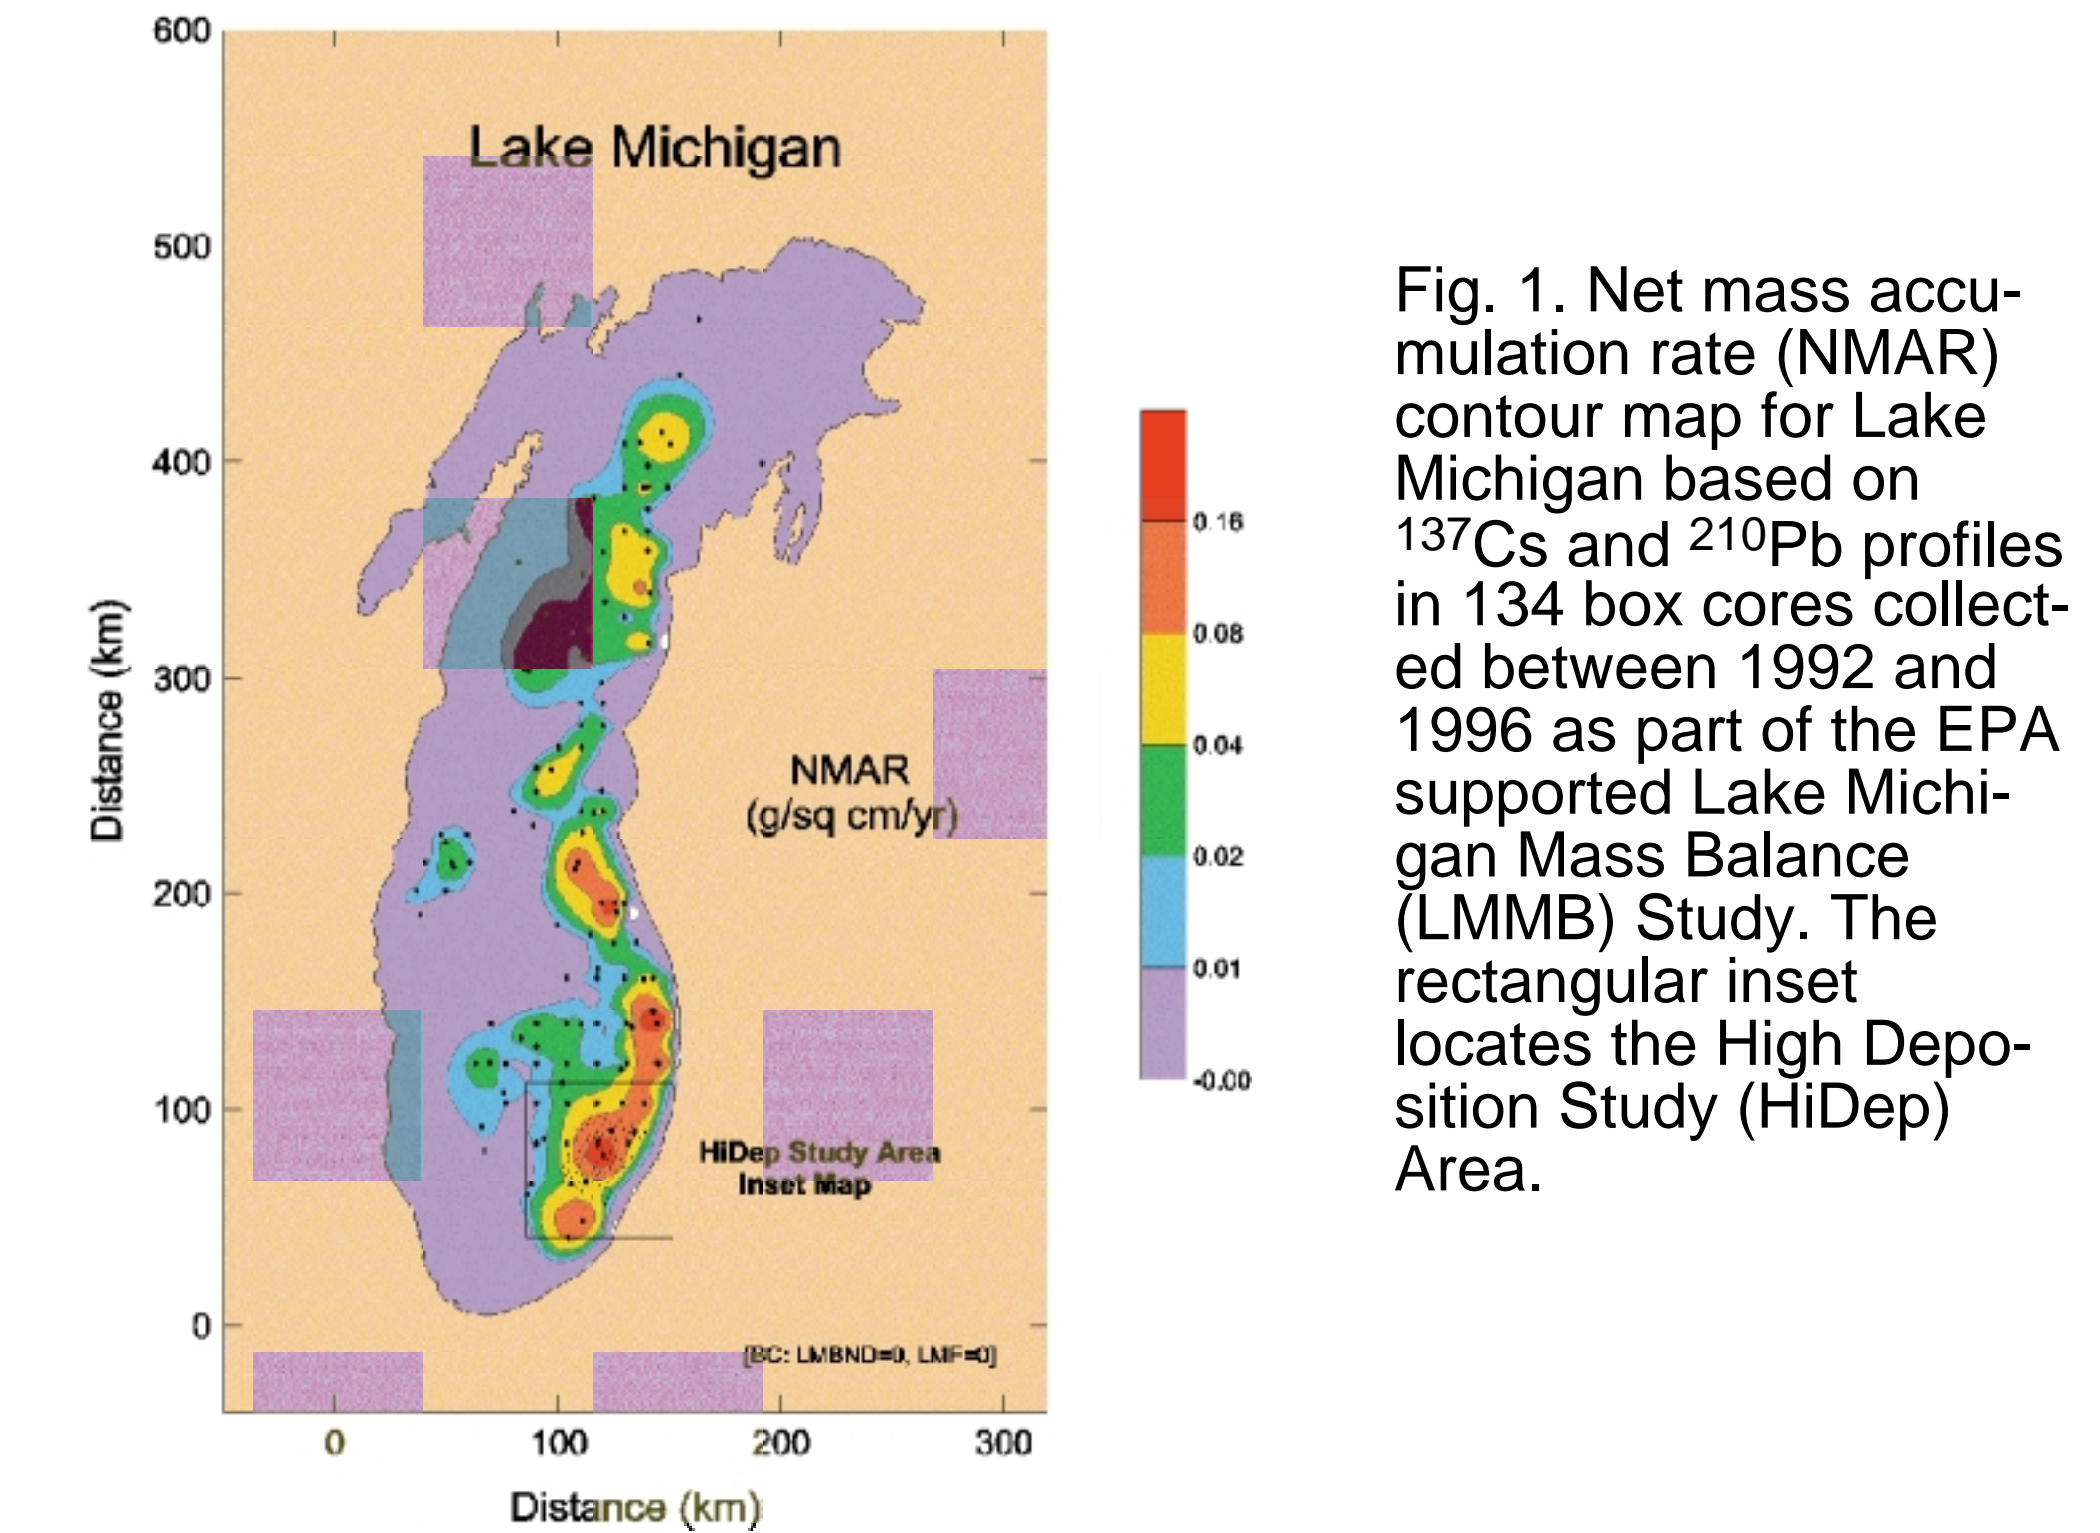 600
Lake Michigan
500
400
300
200
100
0
Distance (km)
NMAR
(g/sq cm/yr)
HiDep Study Area
Inset Map
[BC: LMBND=0, LMF=0]
0 100 200 300
Distance (km)
0.16
0.08
0.04
0.02
0.01
-0.00
Fig. 1. Net mass accu-
mulation rate (NMAR)
contour map for Lake
Michigan based on
137Cs and 210Pb profiles
in 134 box cores collect-
ed between 1992 and
1996 as part of the EPA
supported Lake Michi-
gan Mass Balance
(LMMB) Study. The
rectangular inset
locates the High Depo-
sition Study (HiDep)
Area.